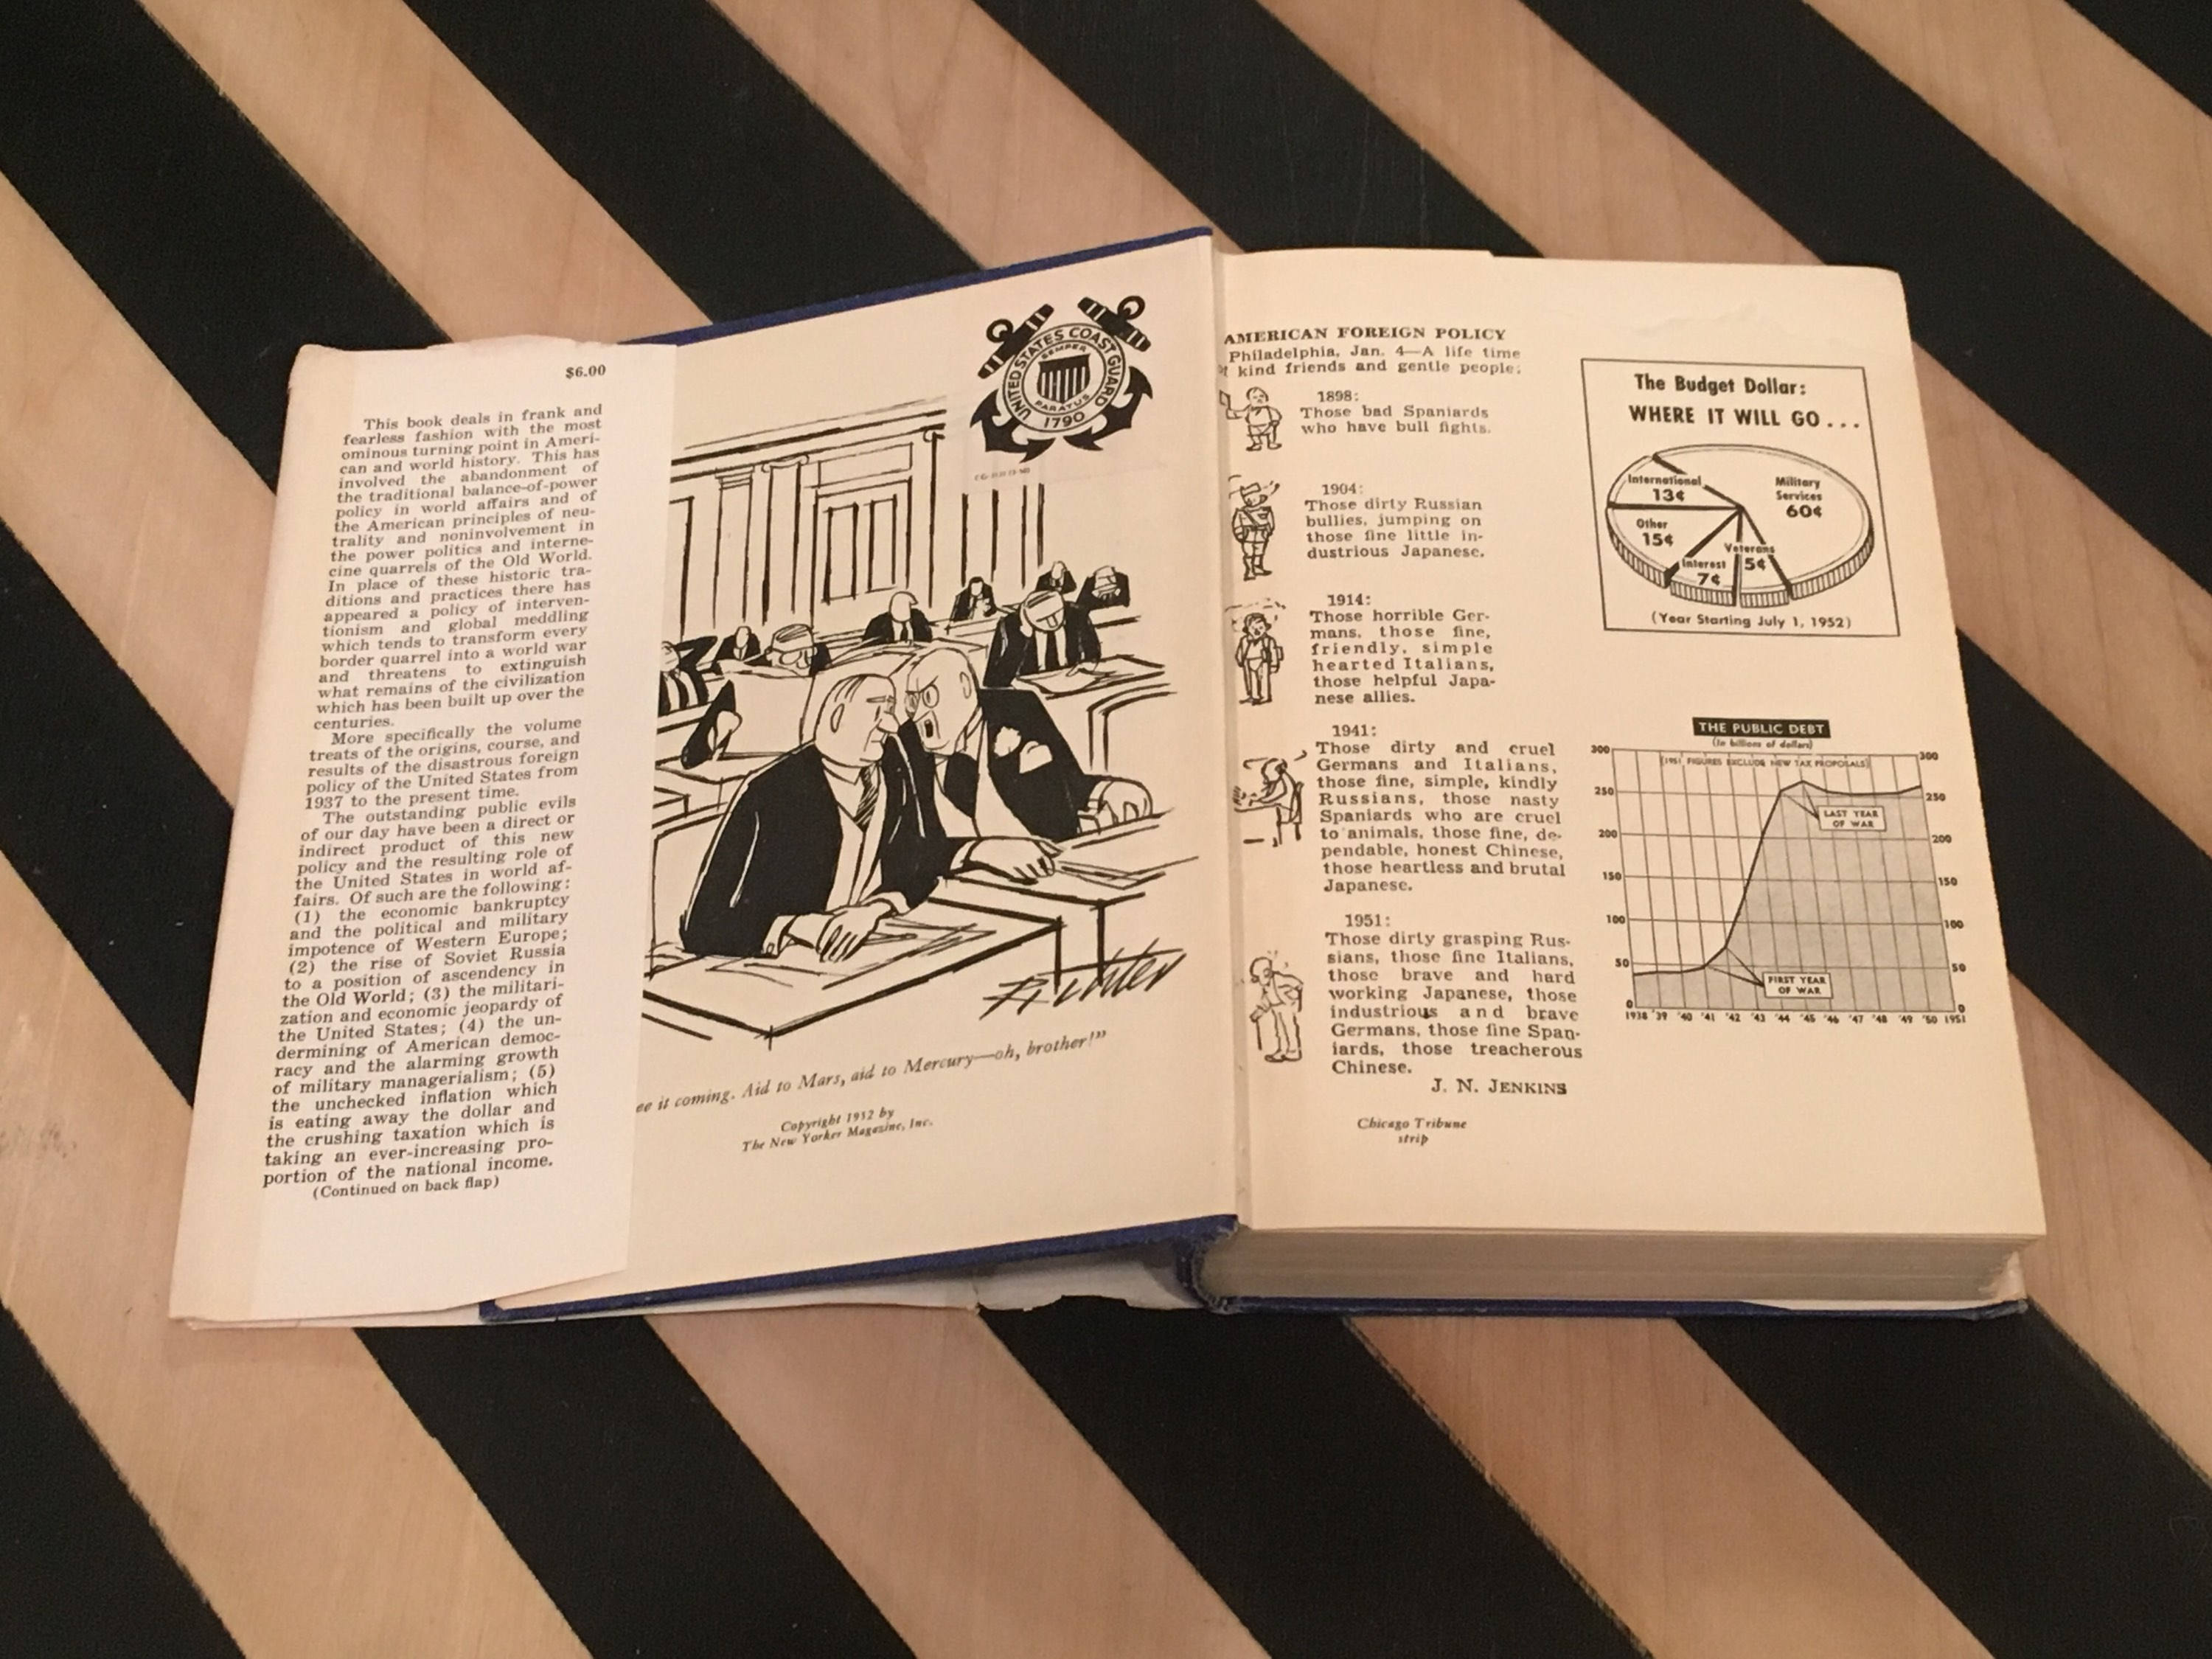 $6.00
This book deals in frank and
fearless fashion with the most
ominous turning point in Ameri-
can and world history. This has
involved the abandonment of
the traditional balance-of-power
policy in world affairs and of
the American principles of neu-
trality and noninvolvement in
the power politics and interne-
cine quarrels of the Old World.
In place of these historic tra-
ditions and practices there has
appeared a policy of interven-
tionism and global meddling
which tends to transform every
border quarrel into a world war
and threatens to extinguish
what remains of the civilization
which has been built up over the
centuries.
More specifically the volume
treats of the origins, course, and
results of the disastrous foreign
policy of the United States from
1937 to the present time.
The outstanding public evils
of our day have been a direct or
indirect product of this new
policy and the resulting role of
the United States in world af-
fairs. Of such are the following:
(1) the economic bankruptcy
and the political and military
impotence of Western Europe;
(2) the rise of Soviet Russia
to a position of ascendency in
the Old World; (3) the militari-
zation and economic jeopardy of
the United States; (4) the un-
dermining of American democ-
racy and the alarming growth
of military managerialism; (5)
the unchecked inflation which
is eating away the dollar and
the crushing taxation which is
taking an ever-increasing pro-
portion of the national income.
(Continued on back flap)
UNITED STATES COAST GUARD
SEMPER
PARATUS
1790
Richter
ee it coming. Aid to Mars, aid to Mercury—oh, brother!"
Copyright 1952 by
The New Yorker Magazine, Inc.
AMERICAN FOREIGN POLICY
Philadelphia, Jan. 4—A life time
kind friends and gentle people;
1898:
Those bad Spaniards
who have bull fights.
1904:
Those dirty Russian
bullies, jumping on
those fine little in-
dustrious Japanese.
1914:
Those horrible Ger-
mans, those fine,
friendly, simple
hearted Italians,
those helpful Japa-
nese allies.
1941:
Those dirty and cruel
Germans and Italians,
those fine, simple, kindly
Russians, those nasty
Spaniards who are cruel
to animals, those fine, de-
pendable, honest Chinese,
those heartless and brutal
Japanese.
1951:
Those dirty grasping Rus-
sians, those fine Italians,
those brave and hard
working Japanese, those
industrious and brave
Germans, those fine Span-
iards, those treacherous
Chinese.
J. N. JENKINS
Chicago Tribune
strip
The Budget Dollar:
WHERE IT WILL GO...
International
13¢
Military
Services
60¢
Other
15¢
Veterans
5¢
Interest
7¢
(Year Starting July 1, 1952)
THE PUBLIC DEBT
(In billions of dollars)
(1951 FIGURES EXCLUDE NEW TAX PROPOSALS)
300 300
250 250
LAST YEAR
OF WAR
200 200
150 150
100 100
50 50
FIRST YEAR
OF WAR
0 0
1938 '39 '40 '41 '42 '43 '44 '45 '46 '47 '48 '49 '50 1951